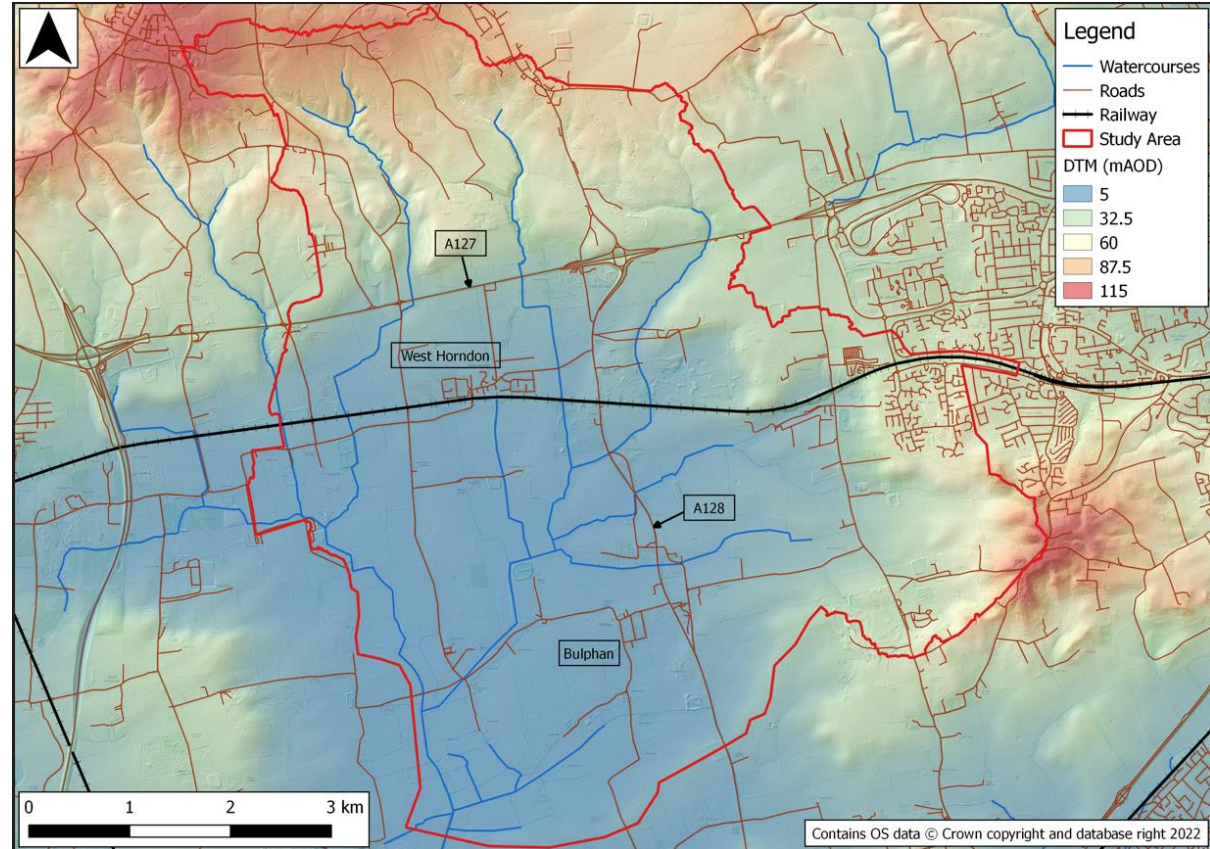 Legend
Watercourses
Roads
Railway
Study Area
DTM (mAOD)
5
32.5
60
87.5
115
A127
West Horndon
A128
Bulphan
0 1 2 3 km
Contains OS data © Crown copyright and database right 2022